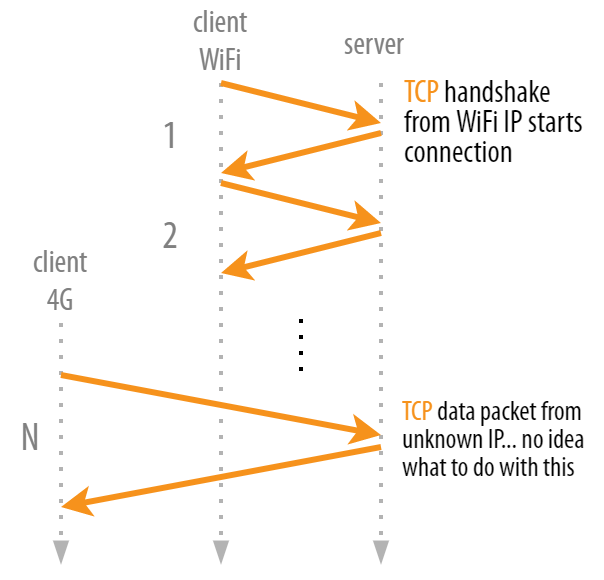 client
WiFi
server
TCP handshake
from WiFi IP starts
connection
1
2
client
4G
N
TCP data packet from
unknown IP... no idea
what to do with this